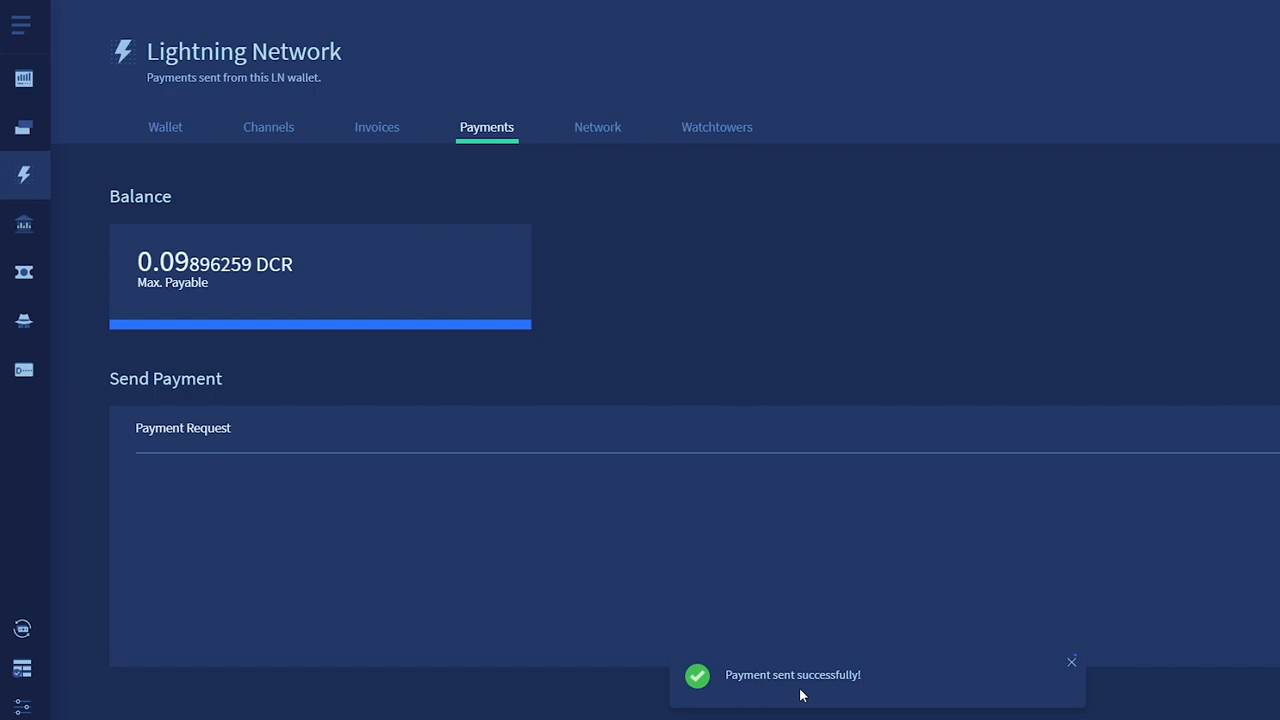 Lightning Network
Payments sent from this LN wallet.
Wallet Channels Invoices Payments Network Watchtowers
Balance
0.09896259 DCR
Max. Payable
Send Payment
Payment Request
Payment sent successfully!